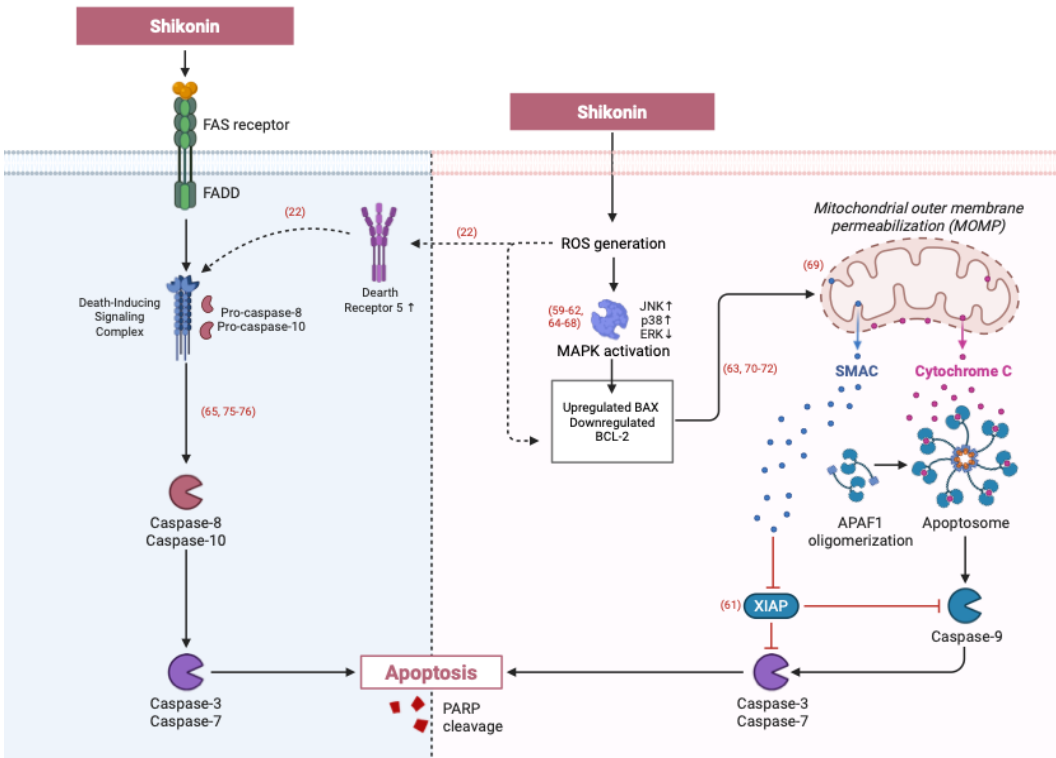 Shikonin
FAS receptor
FADD
(22)
Dearth
Receptor 5 ↑
Death-Inducing
Signaling
Complex
Pro-caspase-8
Pro-caspase-10
(65, 75-76)
Caspase-8
Caspase-10
Caspase-3
Caspase-7
Shikonin
(22)
ROS generation
(59-62,
64-68)
JNK↑
p38↑
ERK↓
MAPK activation
Upregulated BAX
Downregulated
BCL-2
(63, 70-72)
Mitochondrial outer membrane
permeabilization (MOMP)
(69)
SMAC
Cytochrome C
APAF1
oligomerization
Apoptosome
(61)
XIAP
Caspase-9
Caspase-3
Caspase-7
Apoptosis
PARP
cleavage